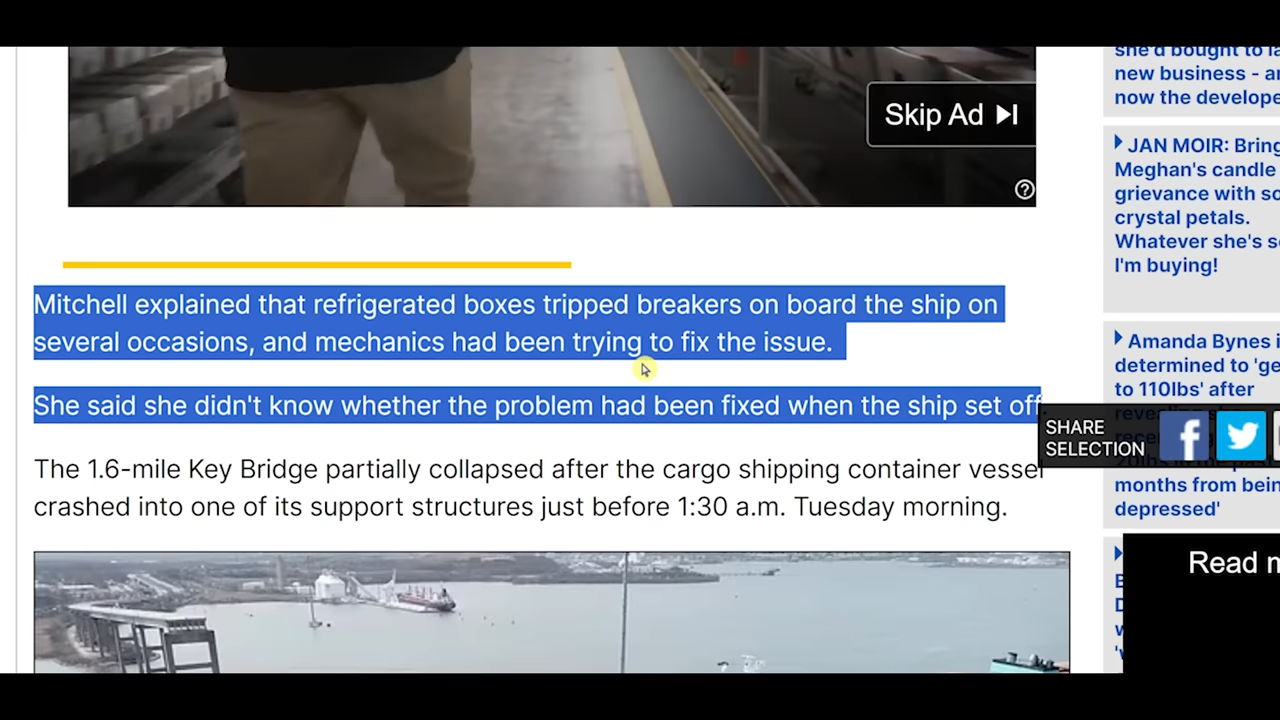 Skip Ad
Mitchell explained that refrigerated boxes tripped breakers on board the ship on
several occasions, and mechanics had been trying to fix the issue.
She said she didn't know whether the problem had been fixed when the ship set off.
The 1.6-mile Key Bridge partially collapsed after the cargo shipping container vessel
crashed into one of its support structures just before 1:30 a.m. Tuesday morning.
she'd bought to
new business -
now the
JAN MOIR: Bring
Meghan's candle
grievance with
crystal petals.
Whatever she's
I'm buying!
Amanda Bynes
determined to
to 110lbs' after
SHARE
SELECTION
months from
depressed'
Read